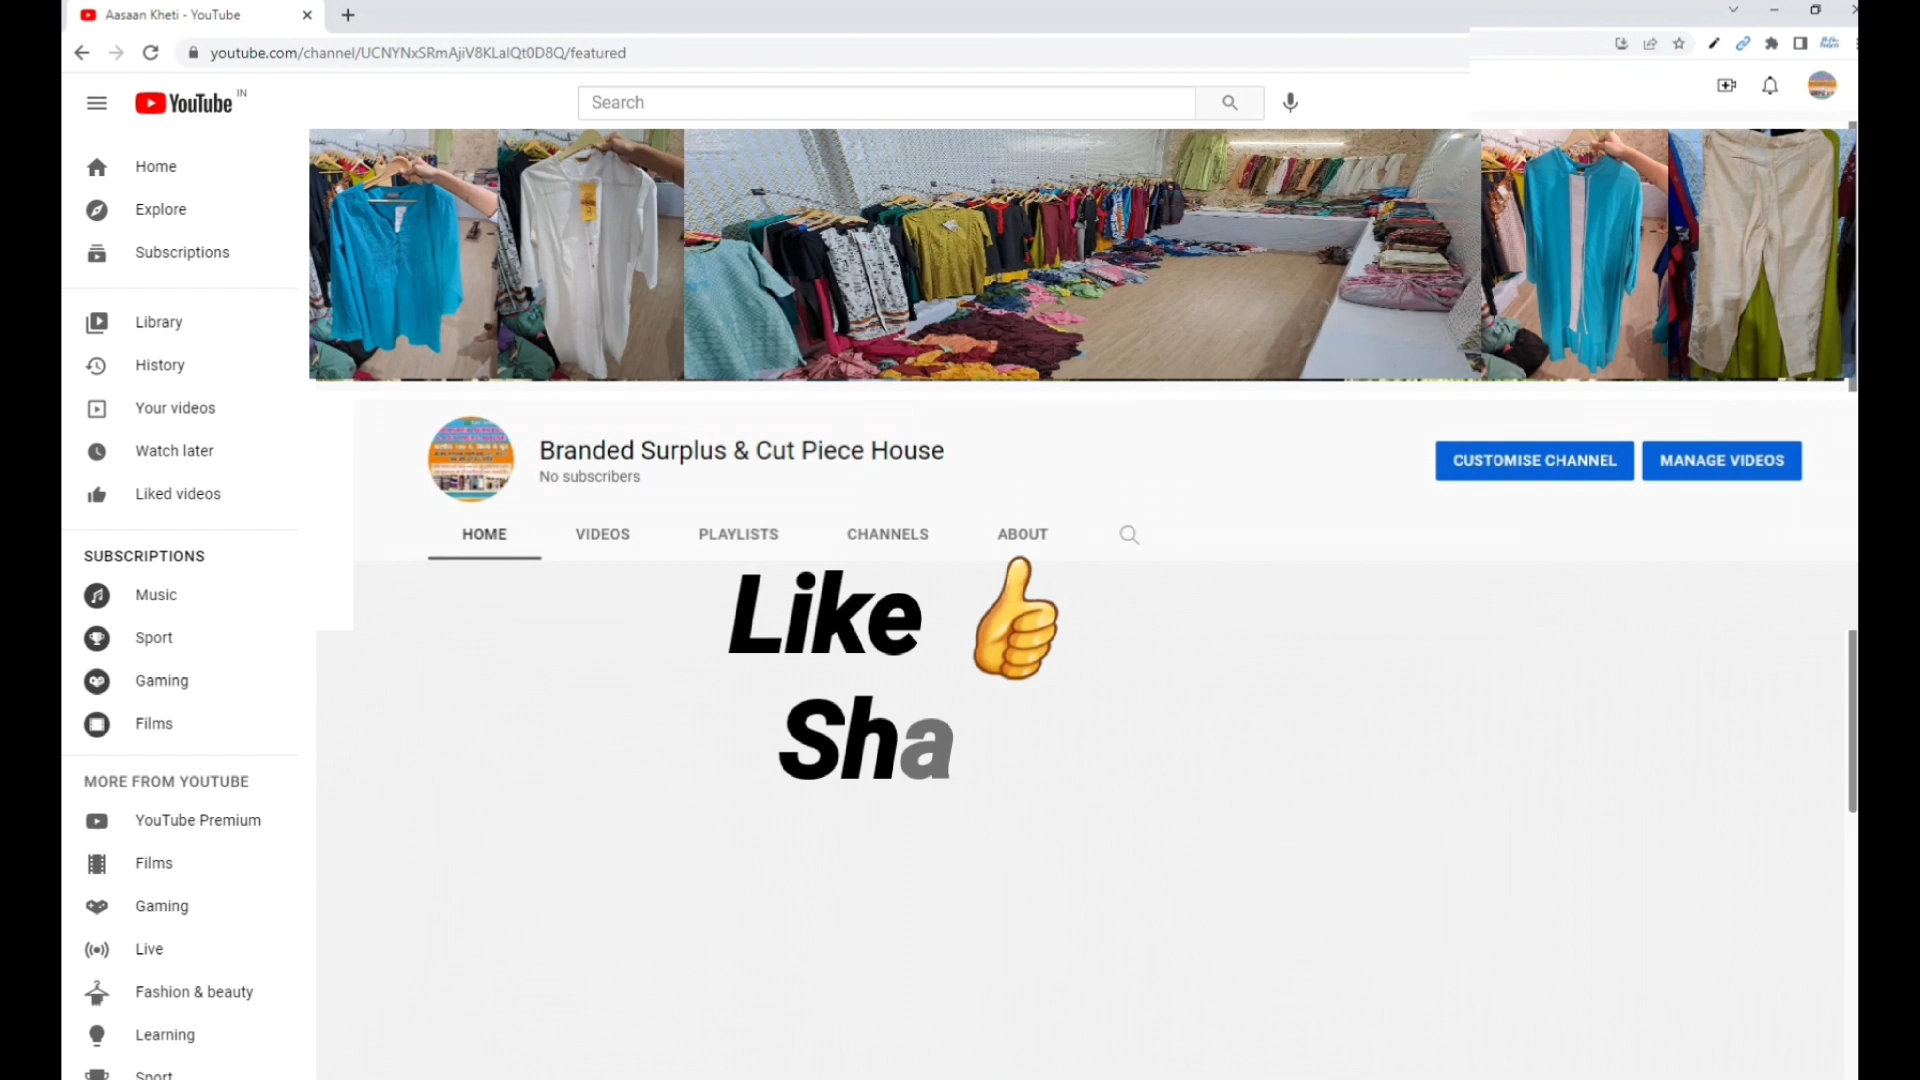 Aasaan Kheti - YouTube
youtube.com/channel/UCNYNxSRmAjiV8KLalQt0D8Q/featured
YouTube IN
Search
Home
Explore
Subscriptions
Library
History
Your videos
Watch later
Liked videos
SUBSCRIPTIONS
Music
Sport
Gaming
Films
MORE FROM YOUTUBE
YouTube Premium
Films
Gaming
Live
Fashion & beauty
Learning
Sport
Branded Surplus & Cut Piece House
No subscribers
CUSTOMISE CHANNEL
MANAGE VIDEOS
HOME VIDEOS PLAYLISTS CHANNELS ABOUT
Like 👍
Sha